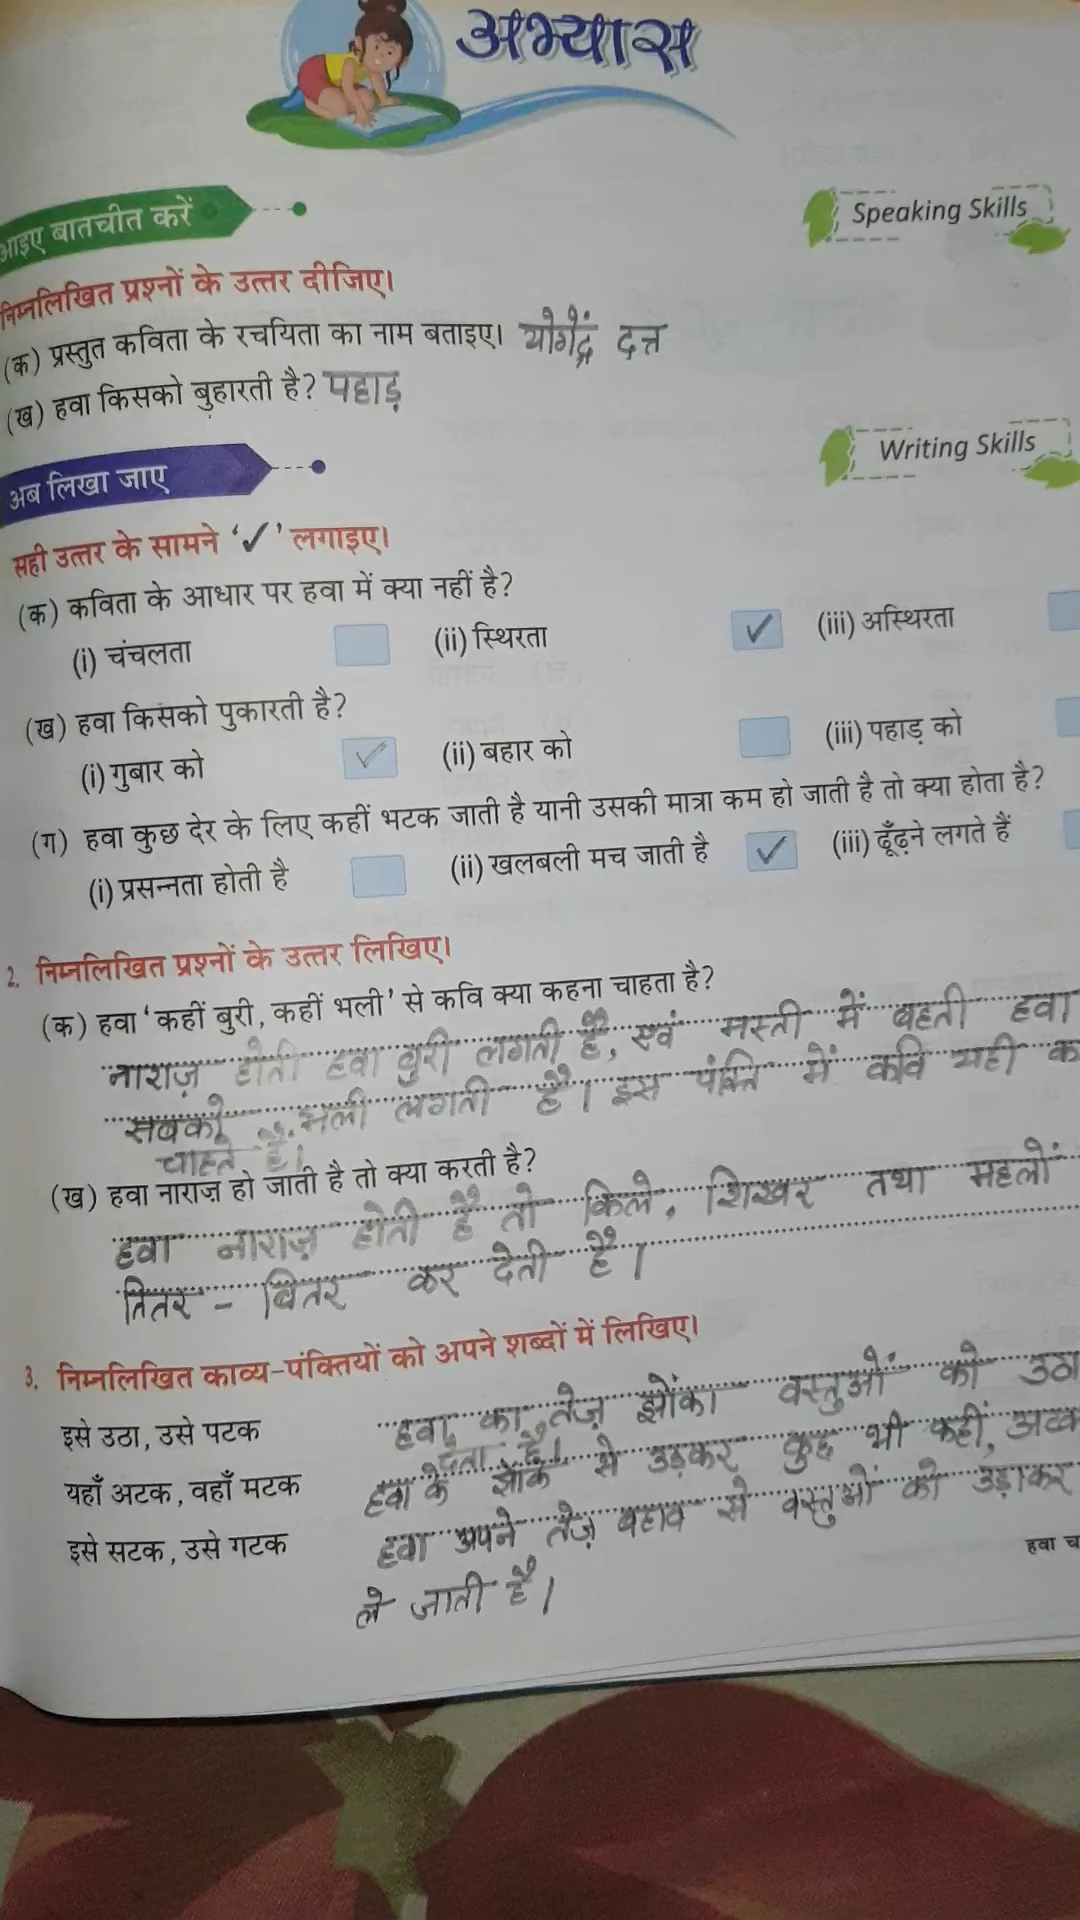 अभ्यास
आइए बातचीत करें
Speaking Skills
निम्नलिखित प्रश्नों के उत्तर दीजिए।
(क) प्रस्तुत कविता के रचयिता का नाम बताइए। योगेंद्रं दत्त
(ख) हवा किसको बुहारती है? पहाड़
अब लिखा जाए
Writing Skills
सही उत्तर के सामने ‘✓’ लगाइए।
(क) कविता के आधार पर हवा में क्या नहीं है?
(i) चंचलता (ii) स्थिरता ✓ (iii) अस्थिरता
(ख) हवा किसको पुकारती है?
(i) गुबार को ✓ (ii) बहार को (iii) पहाड़ को
(ग) हवा कुछ देर के लिए कहीं भटक जाती है यानी उसकी मात्रा कम हो जाती है तो क्या होता है?
(i) प्रसन्नता होती है (ii) खलबली मच जाती है ✓ (iii) ढूँढ़ने लगते हैं
2. निम्नलिखित प्रश्नों के उत्तर लिखिए।
(क) हवा ‘कहीं बुरी, कहीं भली’ से कवि क्या कहना चाहता है?
नाराज़ होती हवा बुरी लगती है, एवं मस्ती में बहती हवा
सबको भली लगती है। इस पंक्ति में कवि यही
चाहते है।
(ख) हवा नाराज़ हो जाती है तो क्या करती है?
हवा नाराज़ होती है तो किले, शिखर तथा महलों
तितर - बितर कर देती है।
3. निम्नलिखित काव्य-पंक्तियों को अपने शब्दों में लिखिए।
इसे उठा, उसे पटक हवा का तेज़ झोंका वस्तुओं को उठा
देता है।
यहाँ अटक, वहाँ मटक हवा के झोंके से उड़कर कुछ भी कहीं,
इसे सटक, उसे गटक हवा अपने तेज़ बहाव से वस्तुओं को उड़ाकर
ले जाती है।
हवा